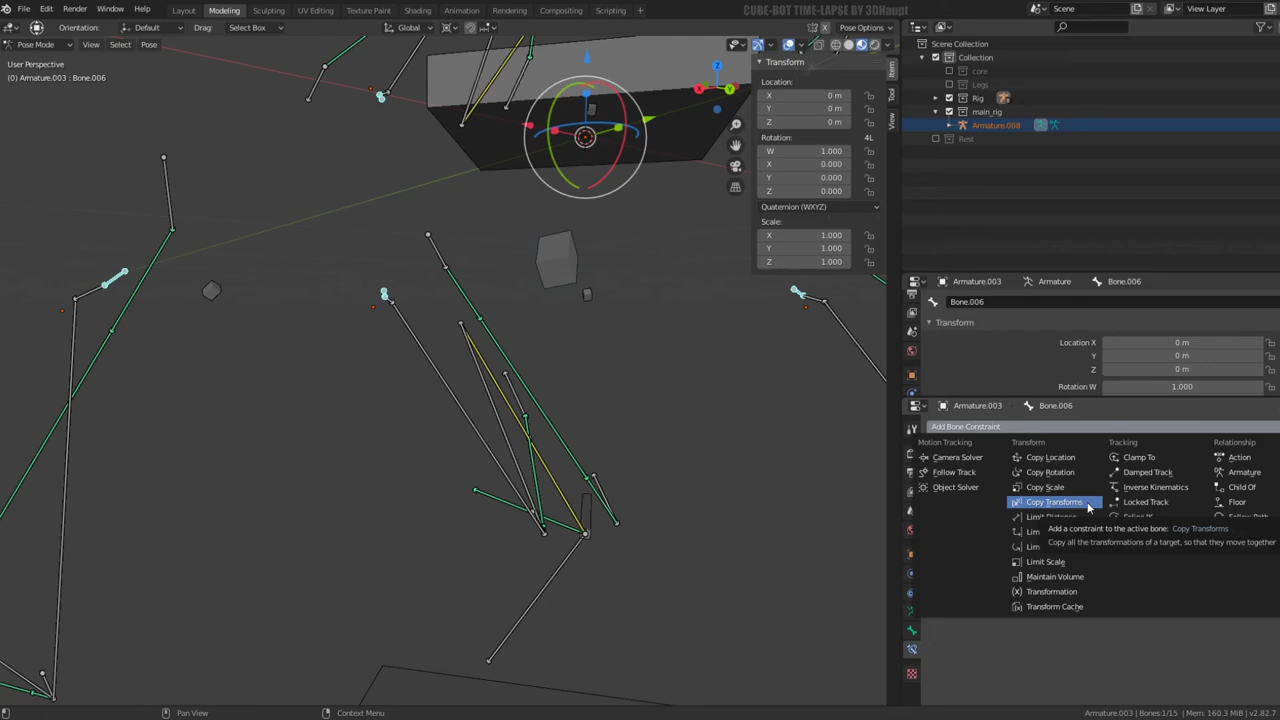 File Edit Render Window Help
Layout Modeling Sculpting UV Editing Texture Paint Shading Animation Rendering Compositing Scripting
CUBE-BOT TIME-LAPSE BY 3DHaupt
Scene
View Layer
Orientation: Default Drag: Select Box
Global
X Pose Options
Pose Mode View Select Pose
User Perspective
(0) Armature.003 : Bone.006
Transform
Location:
X 0 m
Y 0 m
Z 0 m
Rotation: 4L
W 1.000
X 0.000
Y 0.000
Z 0.000
Quaternion (WXYZ)
Scale:
X 1.000
Y 1.000
Z 1.000
Item
Tool
View
Z
X
Y
Scene Collection
Collection
core
Legs
Rig
main_rig
Armature.008
Rest
Armature.003 Armature Bone.006
Bone.006
Transform
Location X 0 m
Y 0 m
Z 0 m
Rotation W 1.000
Armature.003 Bone.006
Add Bone Constraint
Motion Tracking
Camera Solver
Follow Track
Object Solver
Transform
Copy Location
Copy Rotation
Copy Scale
Copy Transforms
Limit Distance
Lim
Lim
Limit Scale
Maintain Volume
Transformation
Transform Cache
Tracking
Clamp To
Damped Track
Inverse Kinematics
Locked Track
Relationship
Action
Armature
Child Of
Floor
Add a constraint to the active bone: Copy Transforms
Copy all the transformations of a target, so that they move together
Select
Pan View
Context Menu
Armature.003 | Bones:1/15 | Mem: 160.3 MiB | v2.82.7